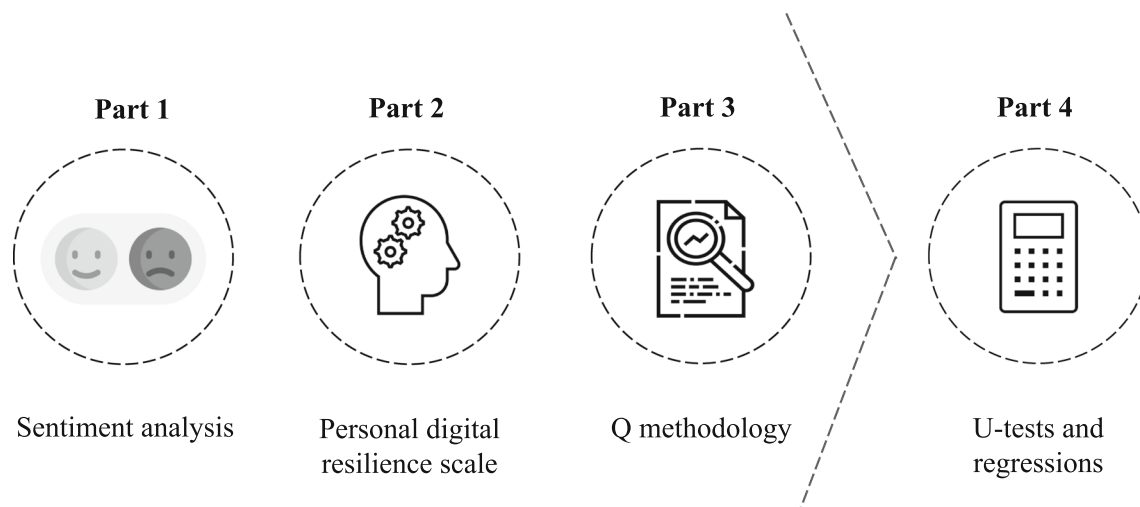 Part 1
Part 2
Part 3
Part 4
Sentiment analysis
Personal digital
resilience scale
Q methodology
U-tests and
regressions